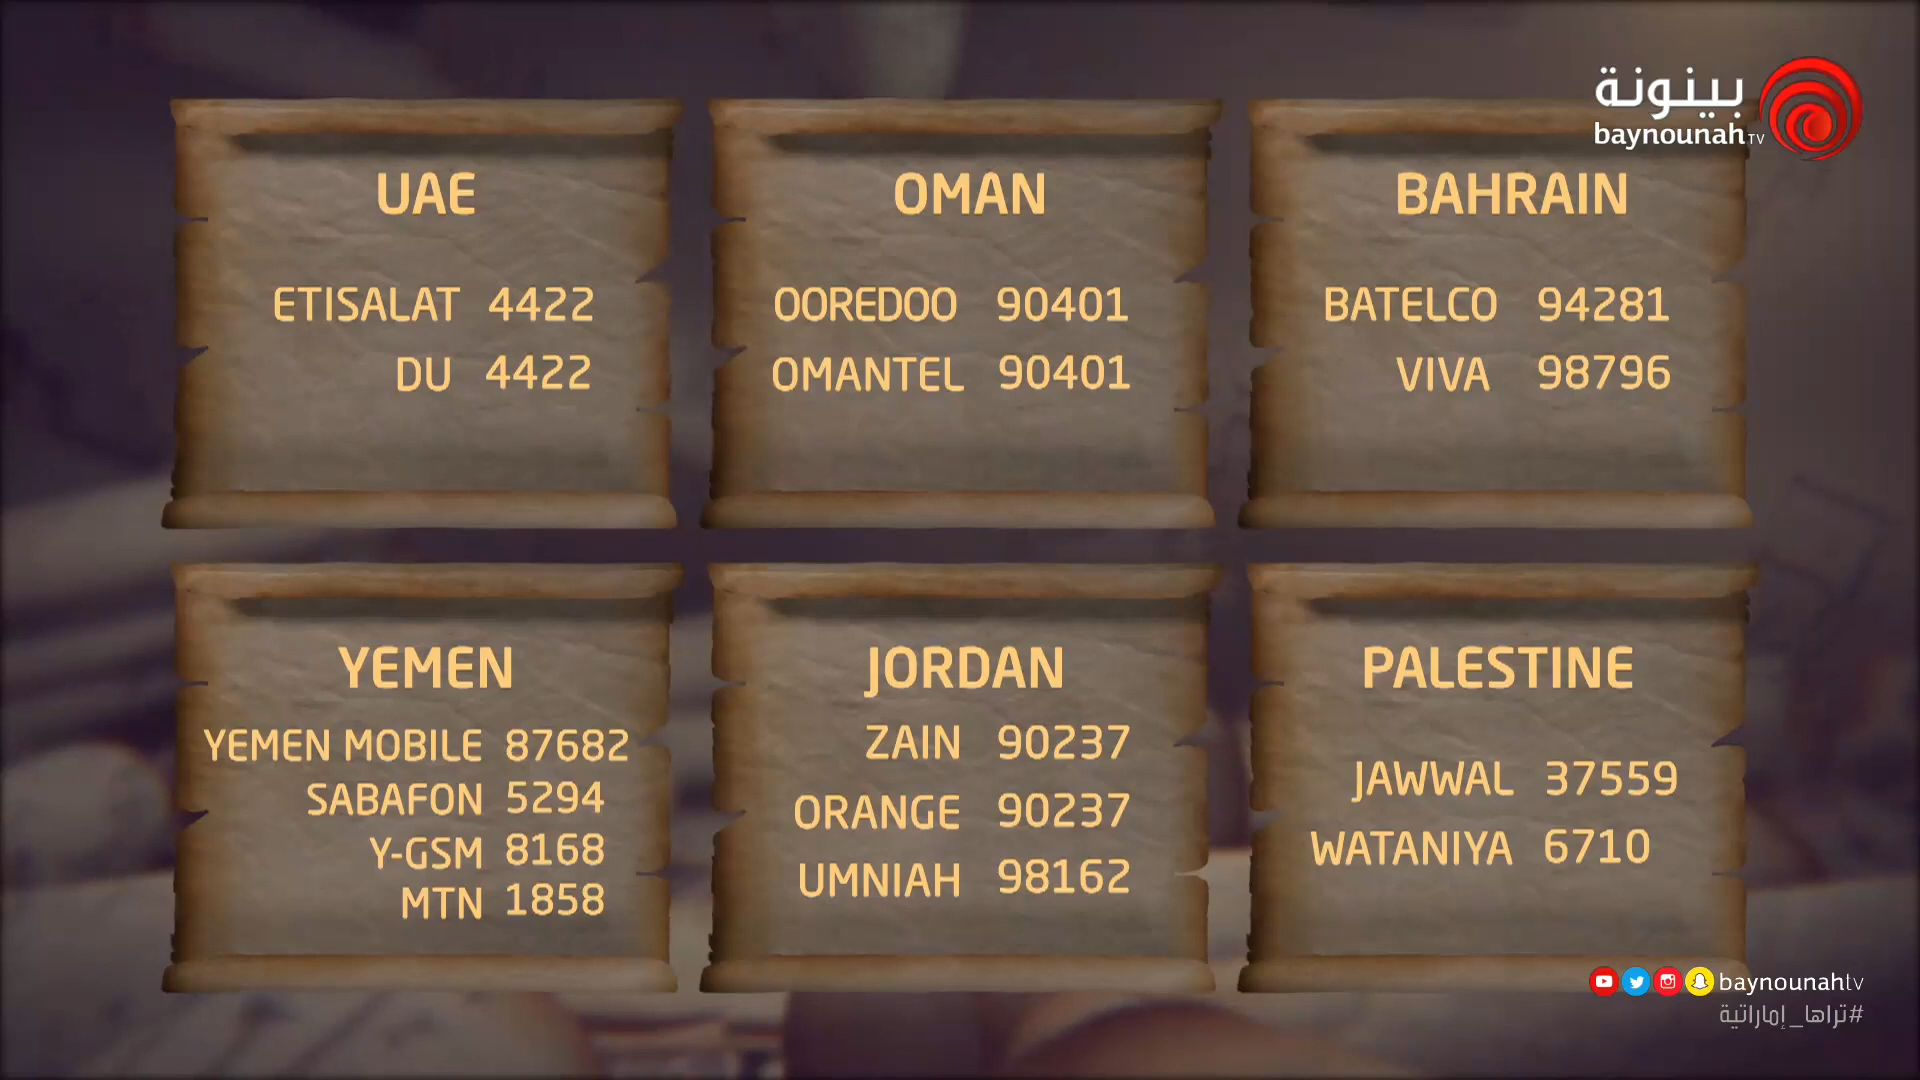 بينونة
baynounah TV
UAE
ETISALAT 4422
DU 4422
OMAN
OOREDOO 90401
OMANTEL 90401
BAHRAIN
BATELCO 94281
VIVA 98796
YEMEN
YEMEN MOBILE 87682
SABAFON 5294
Y-GSM 8168
MTN 1858
JORDAN
ZAIN 90237
ORANGE 90237
UMNIAH 98162
PALESTINE
JAWWAL 37559
WATANIYA 6710
baynounahtv
#تراها_إماراتية